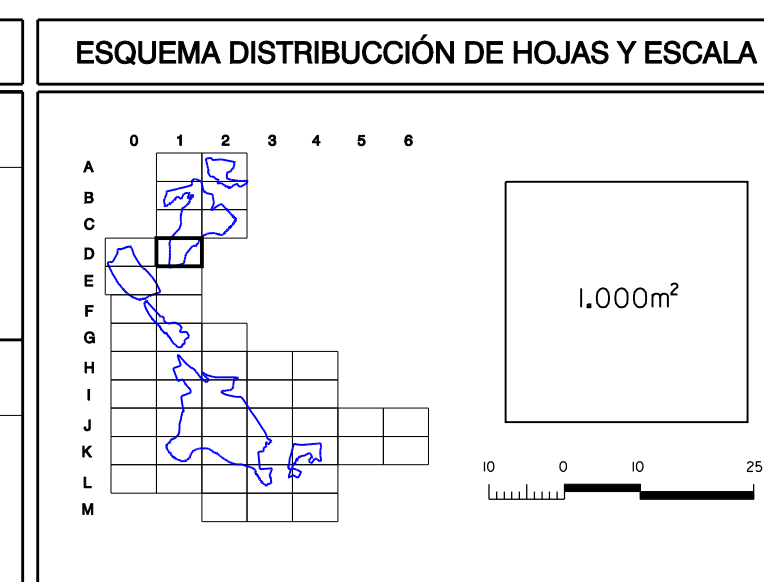 ESQUEMA DISTRIBUCCIÓN DE HOJAS Y ESCALA
0 1 2 3 4 5 6
A
B
C
D
E
F
G
H
I
J
K
L
M
1.000m²
10 0 10 25